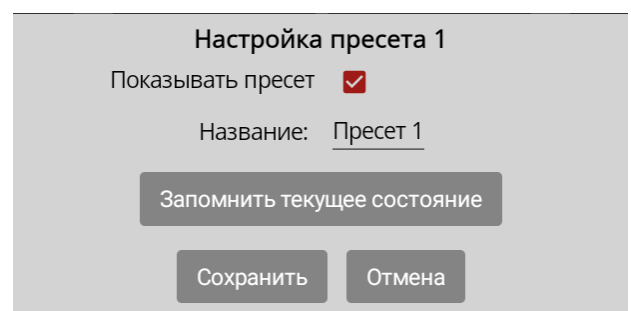 Настройка пресета 1
Показывать пресет
Название: Пресет 1
Запомнить текущее состояние
Сохранить Отмена